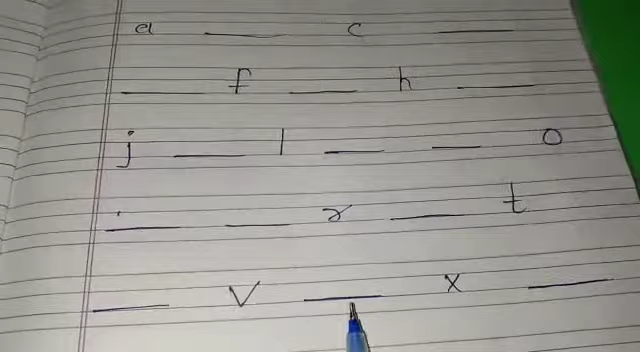 a ___ c ___
___ f ___ h ___
j ___ l ___ ___ o
___ ___ r ___ t
___ v ___ x ___